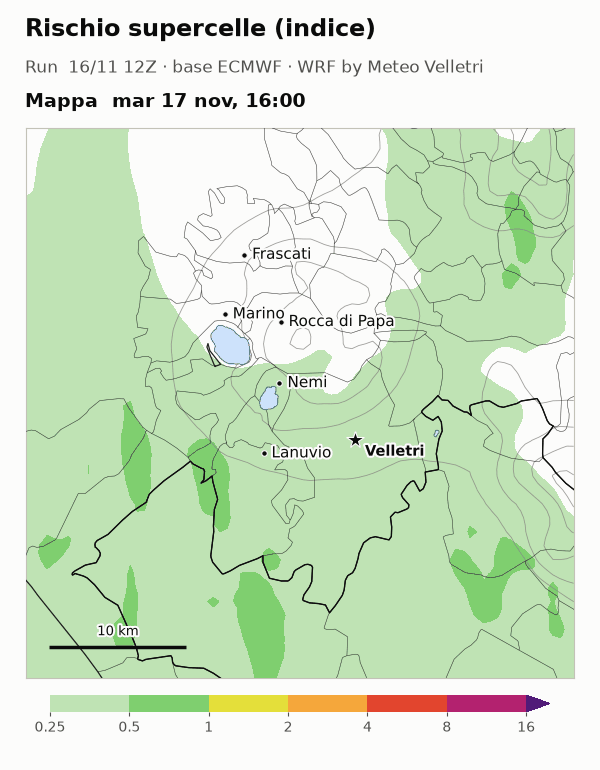 Rischio supercelle (indice)
Run  16/11 12Z · base ECMWF · WRF by Meteo Velletri
Mappa  mar 17 nov, 16:00
Frascati
Marino
Rocca di Papa
Nemi
Velletri
Lanuvio
10 km
0.25 0.5 1 2 4 8 16